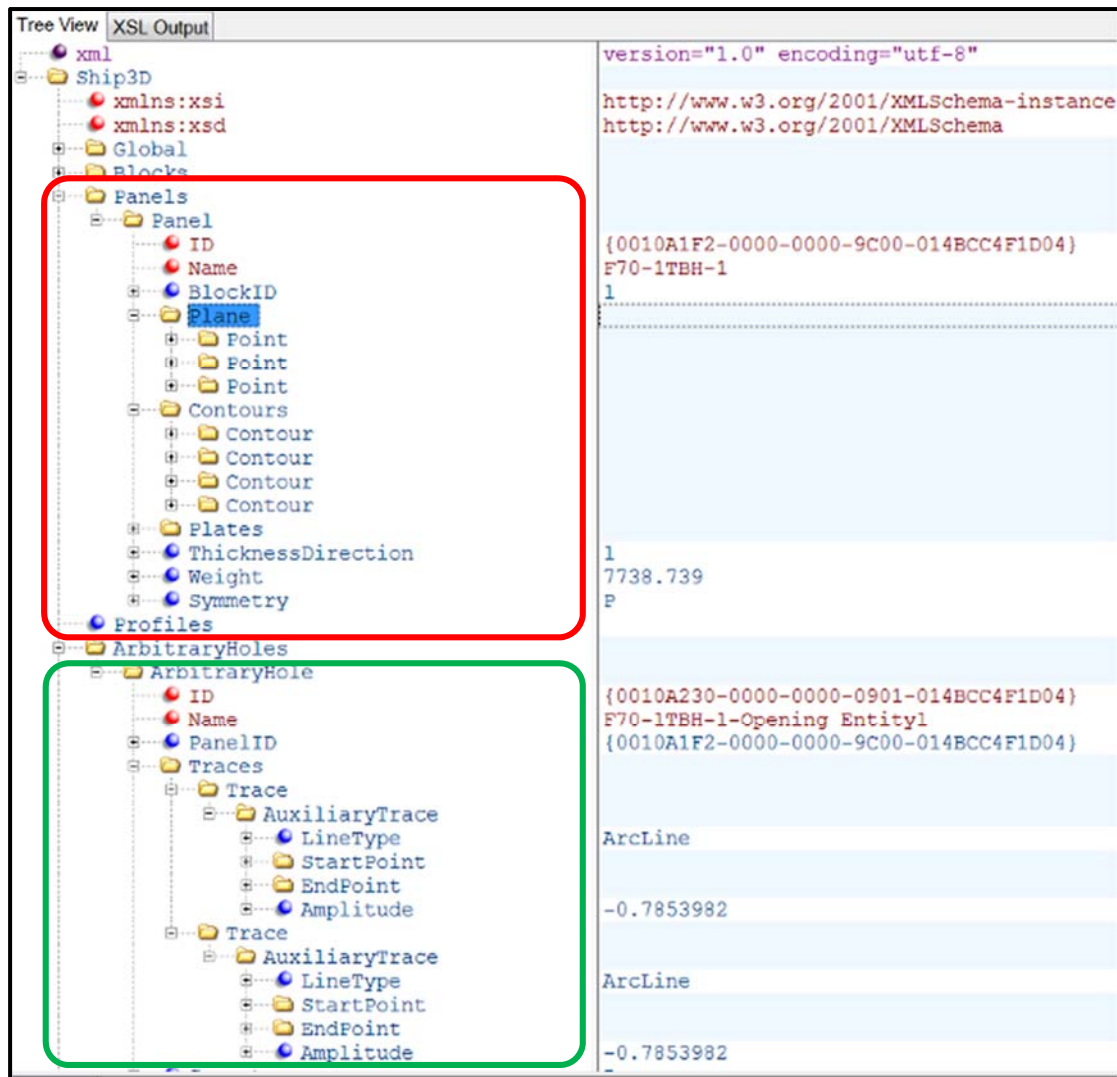 Tree View XSL Output
xml version="1.0" encoding="utf-8"
Ship3D
xmlns:xsi http://www.w3.org/2001/XMLSchema-instance
xmlns:xsd http://www.w3.org/2001/XMLSchema
Global
Blocks
Panels
Panel
ID {0010A1F2-0000-0000-9C00-014BCC4F1D04}
Name F70-1TBH-1
BlockID 1
Plane
Point
Point
Point
Contours
Contour
Contour
Contour
Contour
Plates
ThicknessDirection 1
Weight 7738.739
Symmetry P
Profiles
ArbitraryHoles
ArbitraryHole
ID {0010A230-0000-0000-0901-014BCC4F1D04}
Name F70-1TBH-1-Opening Entity1
PanelID {0010A1F2-0000-0000-9C00-014BCC4F1D04}
Traces
Trace
AuxiliaryTrace
LineType ArcLine
StartPoint
EndPoint
Amplitude -0.7853982
Trace
AuxiliaryTrace
LineType ArcLine
StartPoint
EndPoint
Amplitude -0.7853982